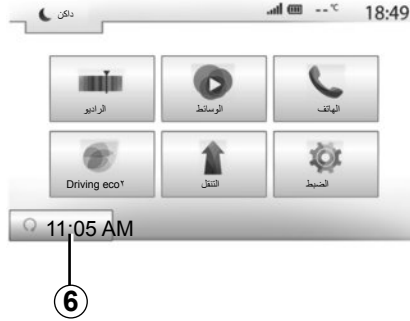 داكن
--°C 18:49
الراديو
الوسائط
الهاتف
Driving eco²
التنقل
الضبط
11:05 AM
6